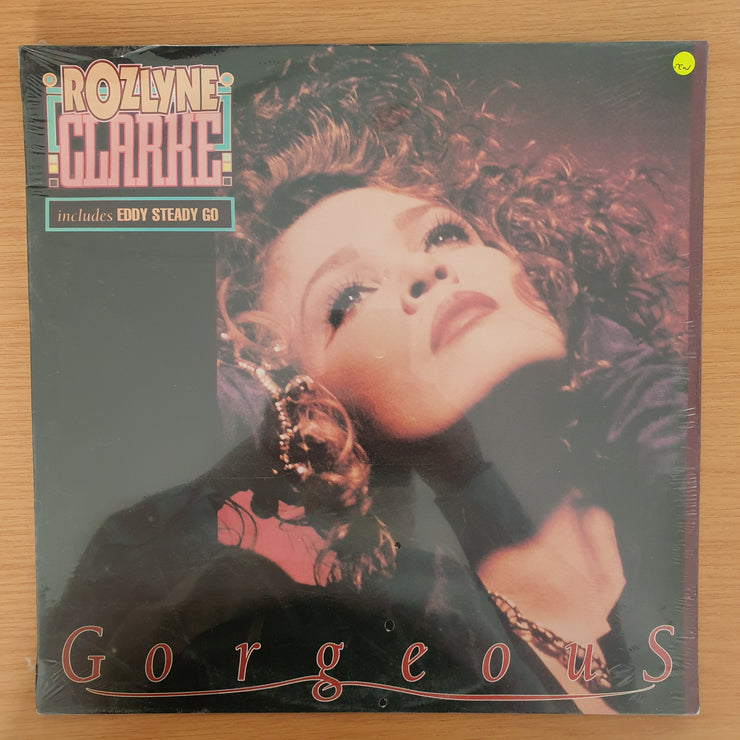 ROZLYNE
CLARKE
includes EDDY STEADY GO
GorgeouS